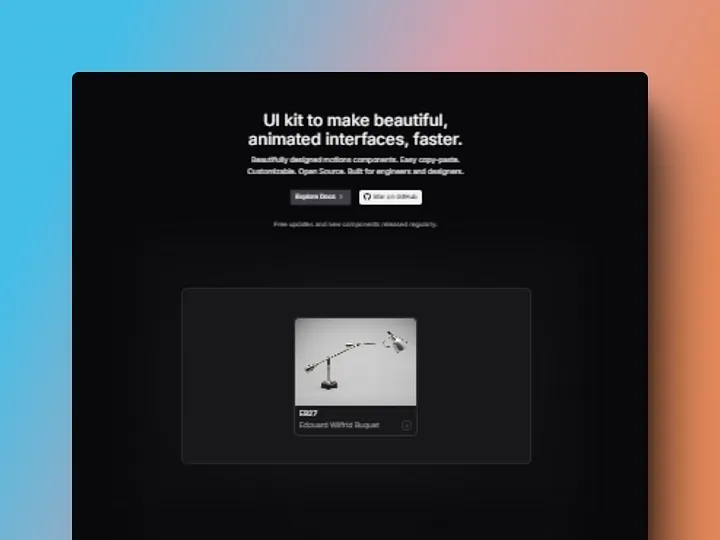 UI kit to make beautiful,
animated interfaces, faster.
Beautifully designed motions components. Easy copy-paste.
Customizable. Open Source. Built for engineers and designers.
Explore Docs
Star on GitHub
Free updates and new components released regularly.
EB27
Edouard Wilfrid Buquet